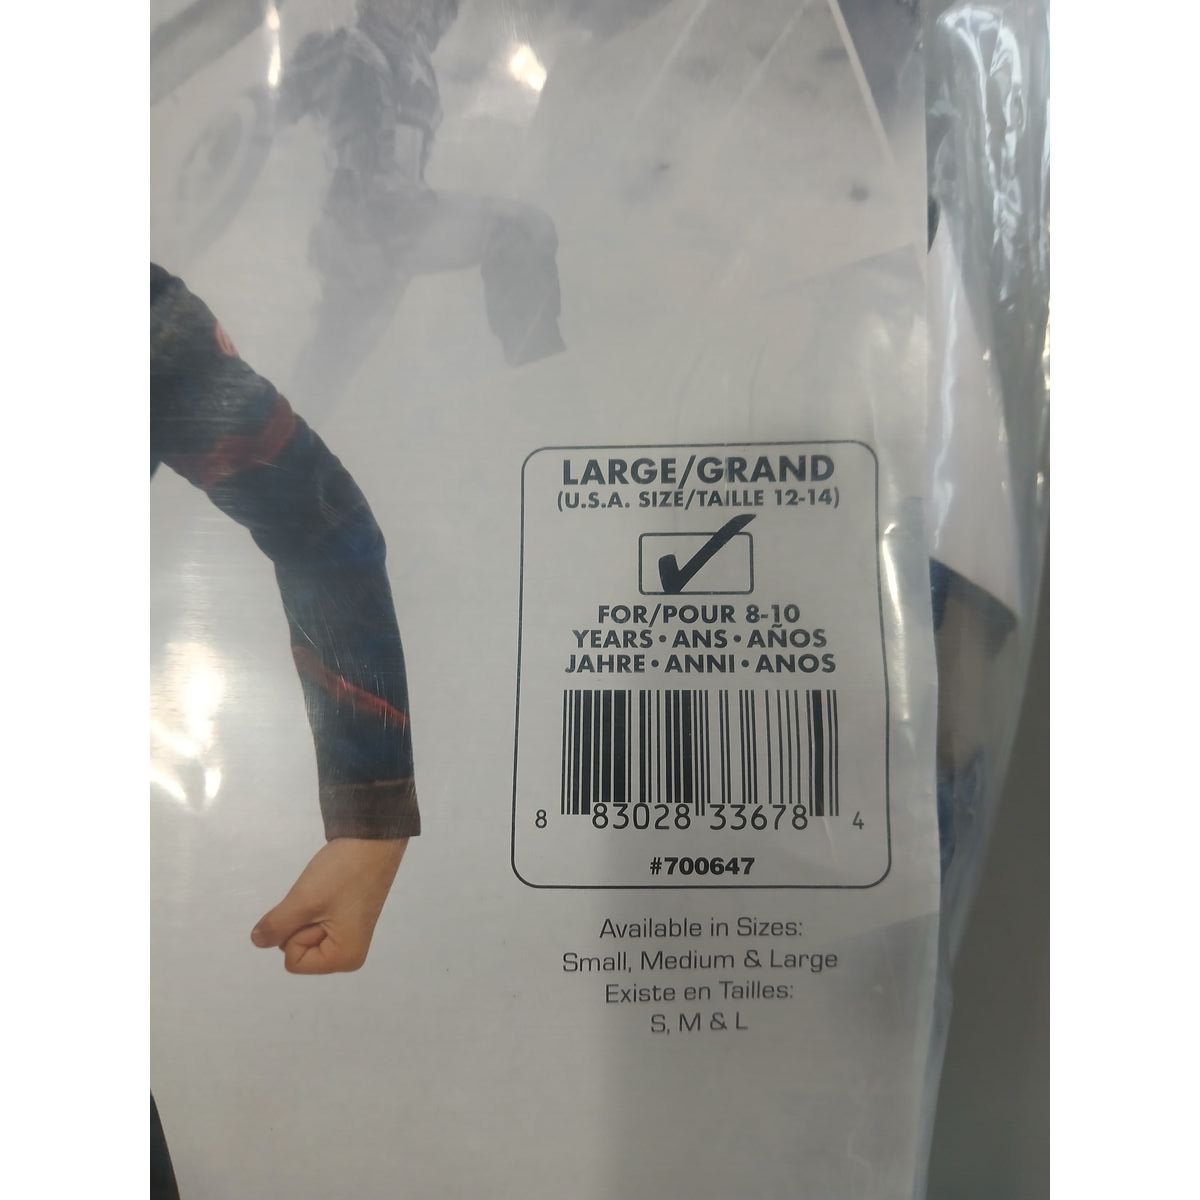 LARGE/GRAND
(U.S.A. SIZE/TAILLE 12-14)
FOR/POUR 8-10
YEARS • ANS • AÑOS
JAHRE • ANNI • ANOS
8 83028 33678 4
#700647
Available in Sizes:
Small, Medium & Large
Existe en Tailles:
S, M & L